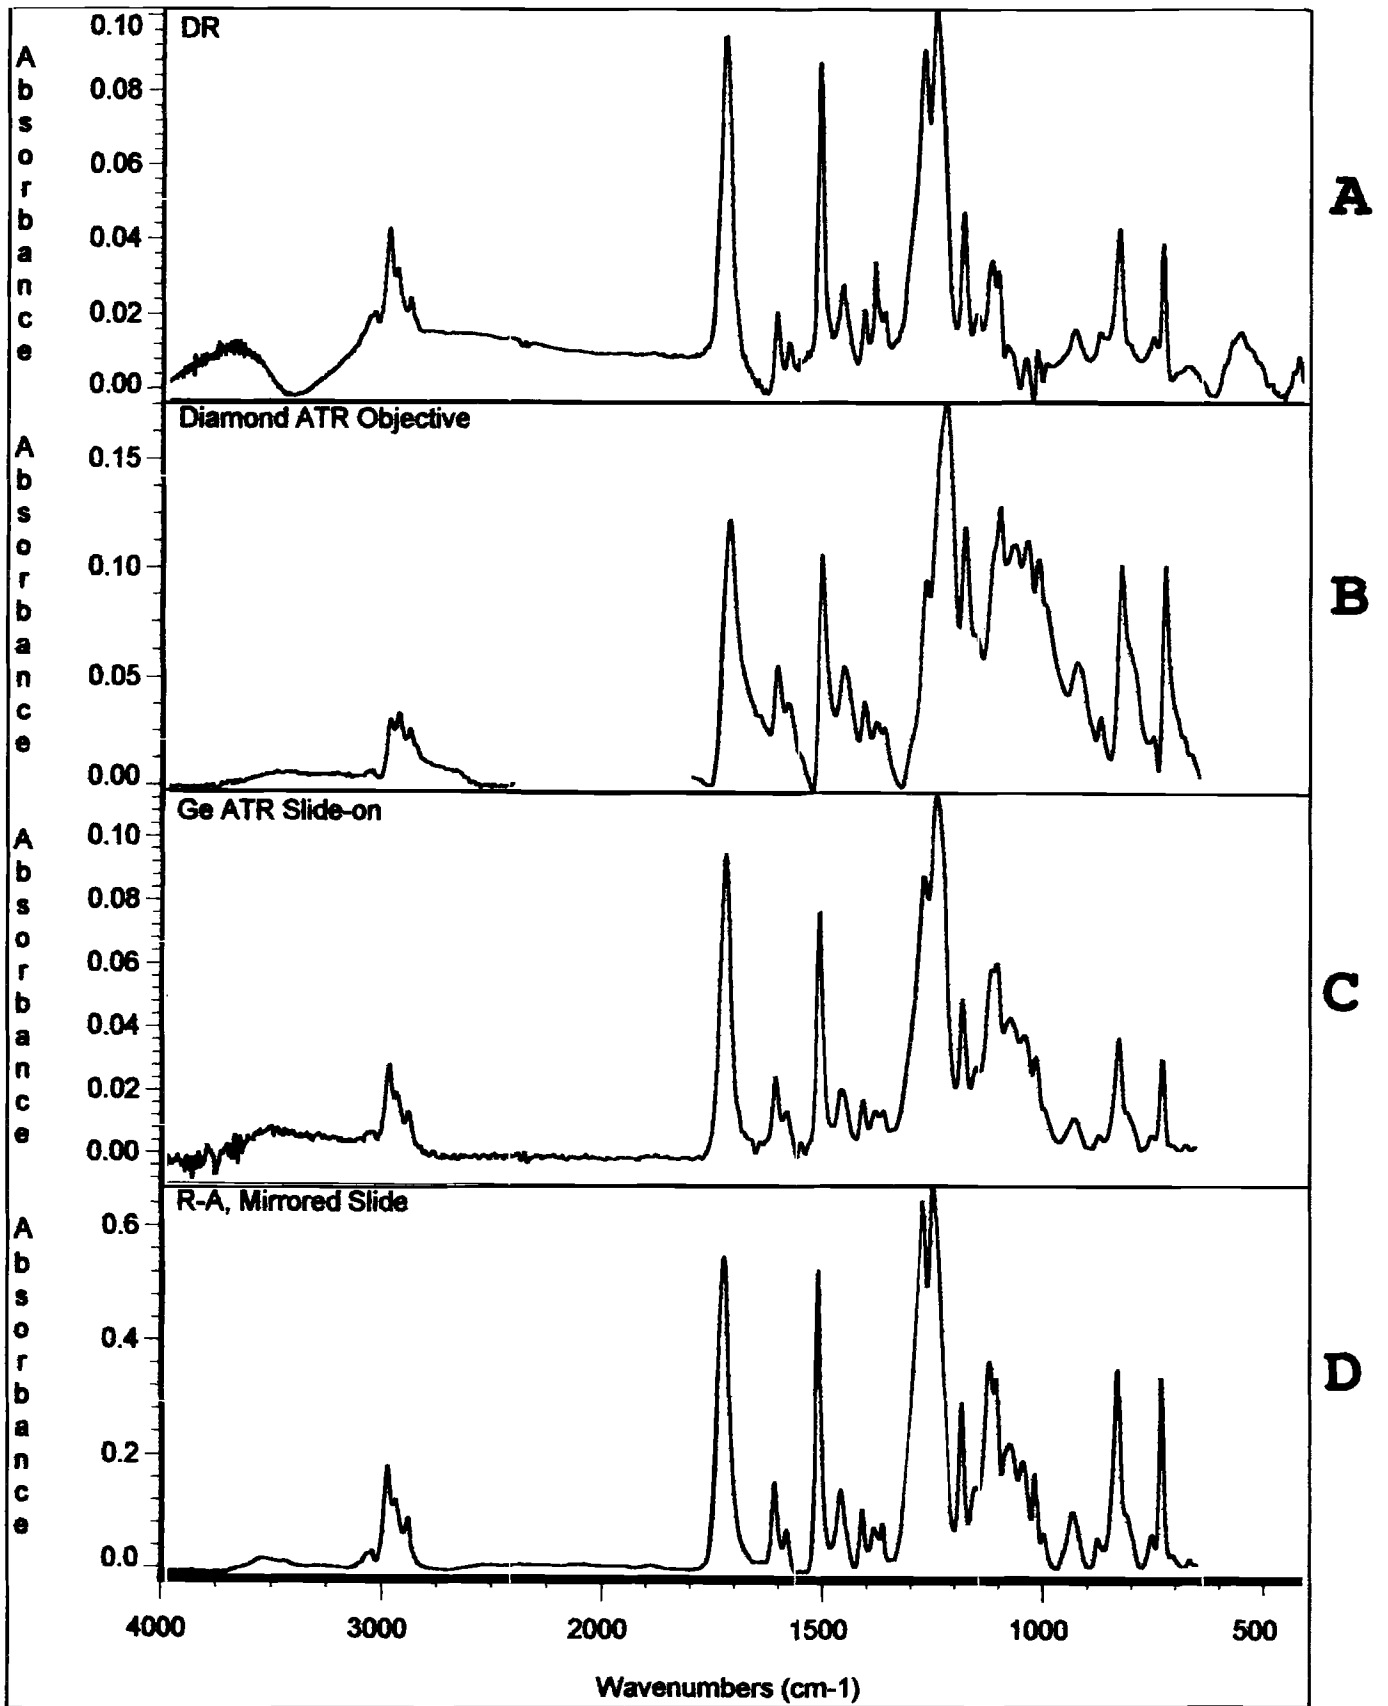 DR
0.10
0.08
0.06
0.04
0.02
0.00
Absorbance
A
Diamond ATR Objective
0.15
0.10
0.05
0.00
Absorbance
B
Ge ATR Slide-on
0.10
0.08
0.06
0.04
0.02
0.00
Absorbance
C
R-A, Mirrored Slide
0.6
0.4
0.2
0.0
Absorbance
D
4000 3000 2000 1500 1000 500
Wavenumbers (cm-1)